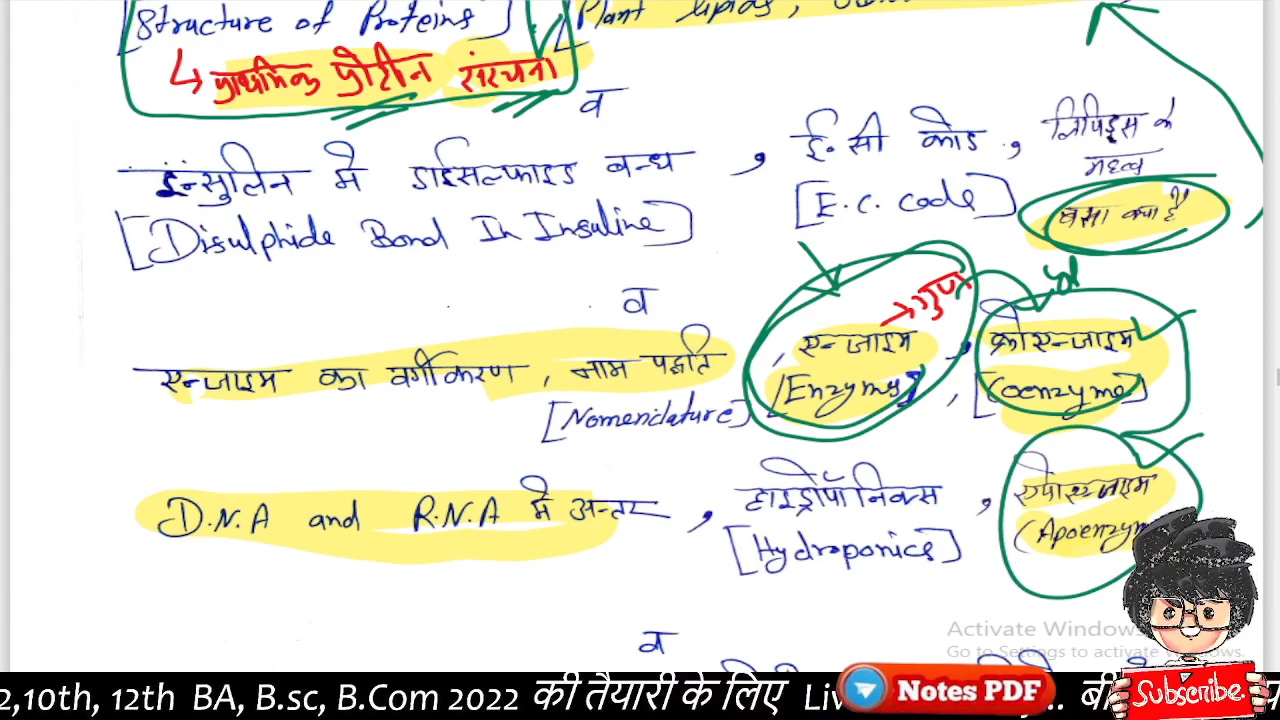 [Structure of Proteins] [Plant lipids,
↳ प्राथमिक प्रोटीन संरचना
व
इंन्सुलिन मे डाईसल्फाइड बन्ध , ई॰सी कोड , लिपिड्स के महत्व
[Disulphide Bond In Insuline] [E.C. Code] वसा क्या है
व
एन्जाइम का वर्गीकरण , नाम पद्धति , एन्जाइम → गुण , कोएन्जाइम
[Nomenclature] [Enzymes] , [Coenzyme]
D.N.A and R.N.A मे अन्तर , हाइड्रोपॉनिक्स , एपोएन्जाइम
[Hydroponics] (Apoenzym
व
Activate Windows
Go to Settings to activate Windows.
2,10th, 12th BA, B.sc, B.Com 2022 की तैयारी के लिए Liv
Notes PDF
Subscribe